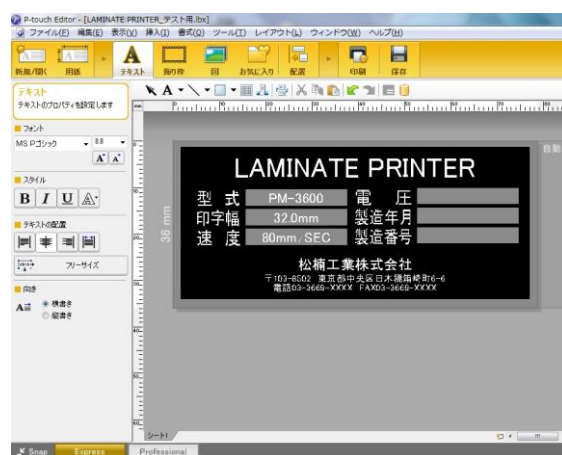 P-touch Editor - [LAMINATE PRINTER_テスト用.lbx]
ファイル(F) 編集(E) 表示(V) 挿入(I) 書式(O) ツール(T) レイアウト(L) ウィンドウ(W) ヘルプ(H)
新規/開く 用紙 テキスト 飾り枠 図 お気に入り 配置 印刷 保存
テキスト
テキストのプロパティを設定します
フォント
MS Pゴシック 8.8
スタイル
B I U A
テキストの配置
フリーサイズ
向き
横書き
縦書き
mm
36 mm
自動
LAMINATE PRINTER
型 式 PM-3600 電 圧
印字幅 32.0mm 製造年月
速 度 80mm/SEC 製造番号
松楠工業株式会社
〒103-8502 東京都中央区日本橋箱崎町6-6
電話03-3669-XXXX FAX03-3669-XXXX
シート1
Snap Express Professional